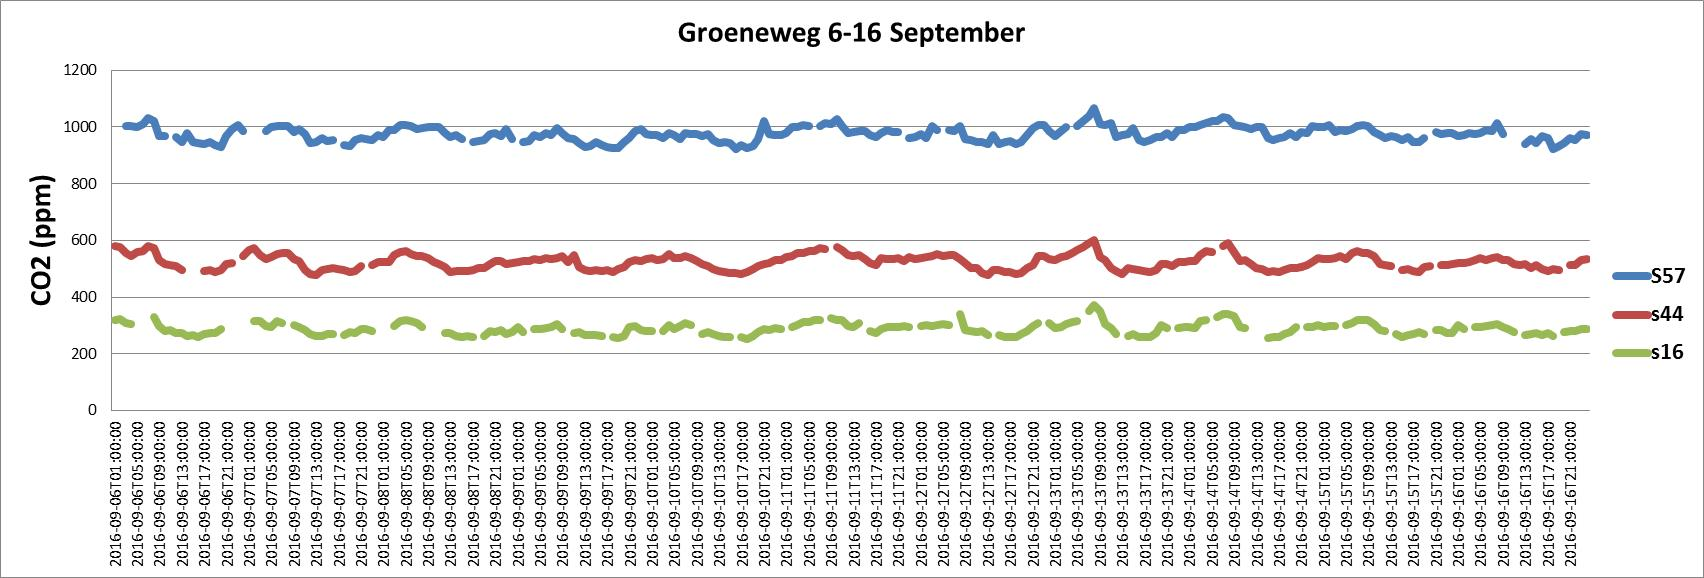 Groeneweg 6-16 September
CO2 (ppm)
1200
1000
800
600
400
200
0
2016-09-06T01:00:00
2016-09-06T05:00:00
2016-09-06T09:00:00
2016-09-06T13:00:00
2016-09-06T17:00:00
2016-09-06T21:00:00
2016-09-07T01:00:00
2016-09-07T05:00:00
2016-09-07T09:00:00
2016-09-07T13:00:00
2016-09-07T17:00:00
2016-09-07T21:00:00
2016-09-08T01:00:00
2016-09-08T05:00:00
2016-09-08T09:00:00
2016-09-08T13:00:00
2016-09-08T17:00:00
2016-09-08T21:00:00
2016-09-09T01:00:00
2016-09-09T05:00:00
2016-09-09T09:00:00
2016-09-09T13:00:00
2016-09-09T17:00:00
2016-09-09T21:00:00
2016-09-10T01:00:00
2016-09-10T05:00:00
2016-09-10T09:00:00
2016-09-10T13:00:00
2016-09-10T17:00:00
2016-09-10T21:00:00
2016-09-11T01:00:00
2016-09-11T05:00:00
2016-09-11T09:00:00
2016-09-11T13:00:00
2016-09-11T17:00:00
2016-09-11T21:00:00
2016-09-12T01:00:00
2016-09-12T05:00:00
2016-09-12T09:00:00
2016-09-12T13:00:00
2016-09-12T17:00:00
2016-09-12T21:00:00
2016-09-13T01:00:00
2016-09-13T05:00:00
2016-09-13T09:00:00
2016-09-13T13:00:00
2016-09-13T17:00:00
2016-09-13T21:00:00
2016-09-14T01:00:00
2016-09-14T05:00:00
2016-09-14T09:00:00
2016-09-14T13:00:00
2016-09-14T17:00:00
2016-09-14T21:00:00
2016-09-15T01:00:00
2016-09-15T05:00:00
2016-09-15T09:00:00
2016-09-15T13:00:00
2016-09-15T17:00:00
2016-09-15T21:00:00
2016-09-16T01:00:00
2016-09-16T05:00:00
2016-09-16T09:00:00
2016-09-16T13:00:00
2016-09-16T17:00:00
2016-09-16T21:00:00
S57
s44
s16